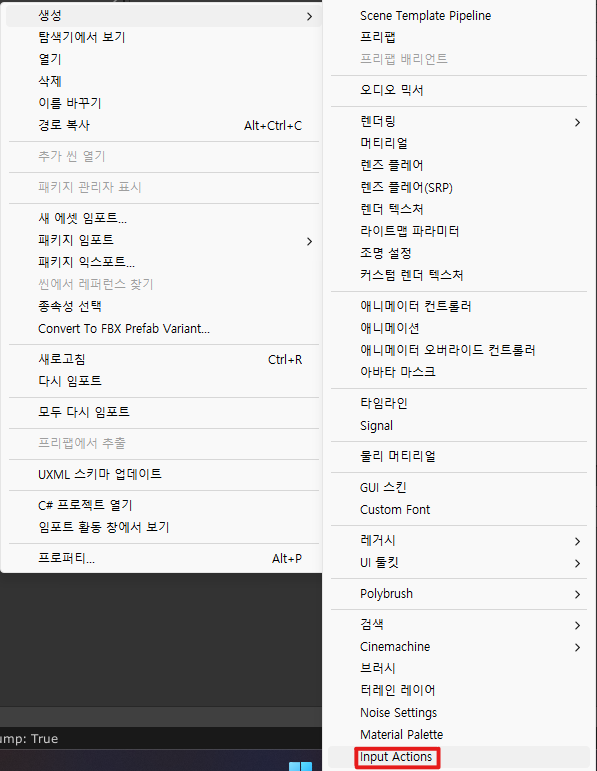 생성
탐색기에서 보기
열기
삭제
이름 바꾸기
경로 복사 Alt+Ctrl+C
추가 씬 열기
패키지 관리자 표시
새 에셋 임포트...
패키지 임포트
패키지 익스포트...
씬에서 레퍼런스 찾기
종속성 선택
Convert To FBX Prefab Variant...
새로고침 Ctrl+R
다시 임포트
모두 다시 임포트
프리팹에서 추출
UXML 스키마 업데이트
C# 프로젝트 열기
임포트 활동 창에서 보기
프로퍼티... Alt+P
Scene Template Pipeline
프리팹
프리팹 배리언트
오디오 믹서
렌더링
머티리얼
렌즈 플레어
렌즈 플레어(SRP)
렌더 텍스처
라이트맵 파라미터
조명 설정
커스텀 렌더 텍스처
애니메이터 컨트롤러
애니메이션
애니메이터 오버라이드 컨트롤러
아바타 마스크
타임라인
Signal
물리 머티리얼
GUI 스킨
Custom Font
레거시
UI 툴킷
Polybrush
검색
Cinemachine
브러시
터레인 레이어
Noise Settings
Material Palette
Input Actions
ump: True